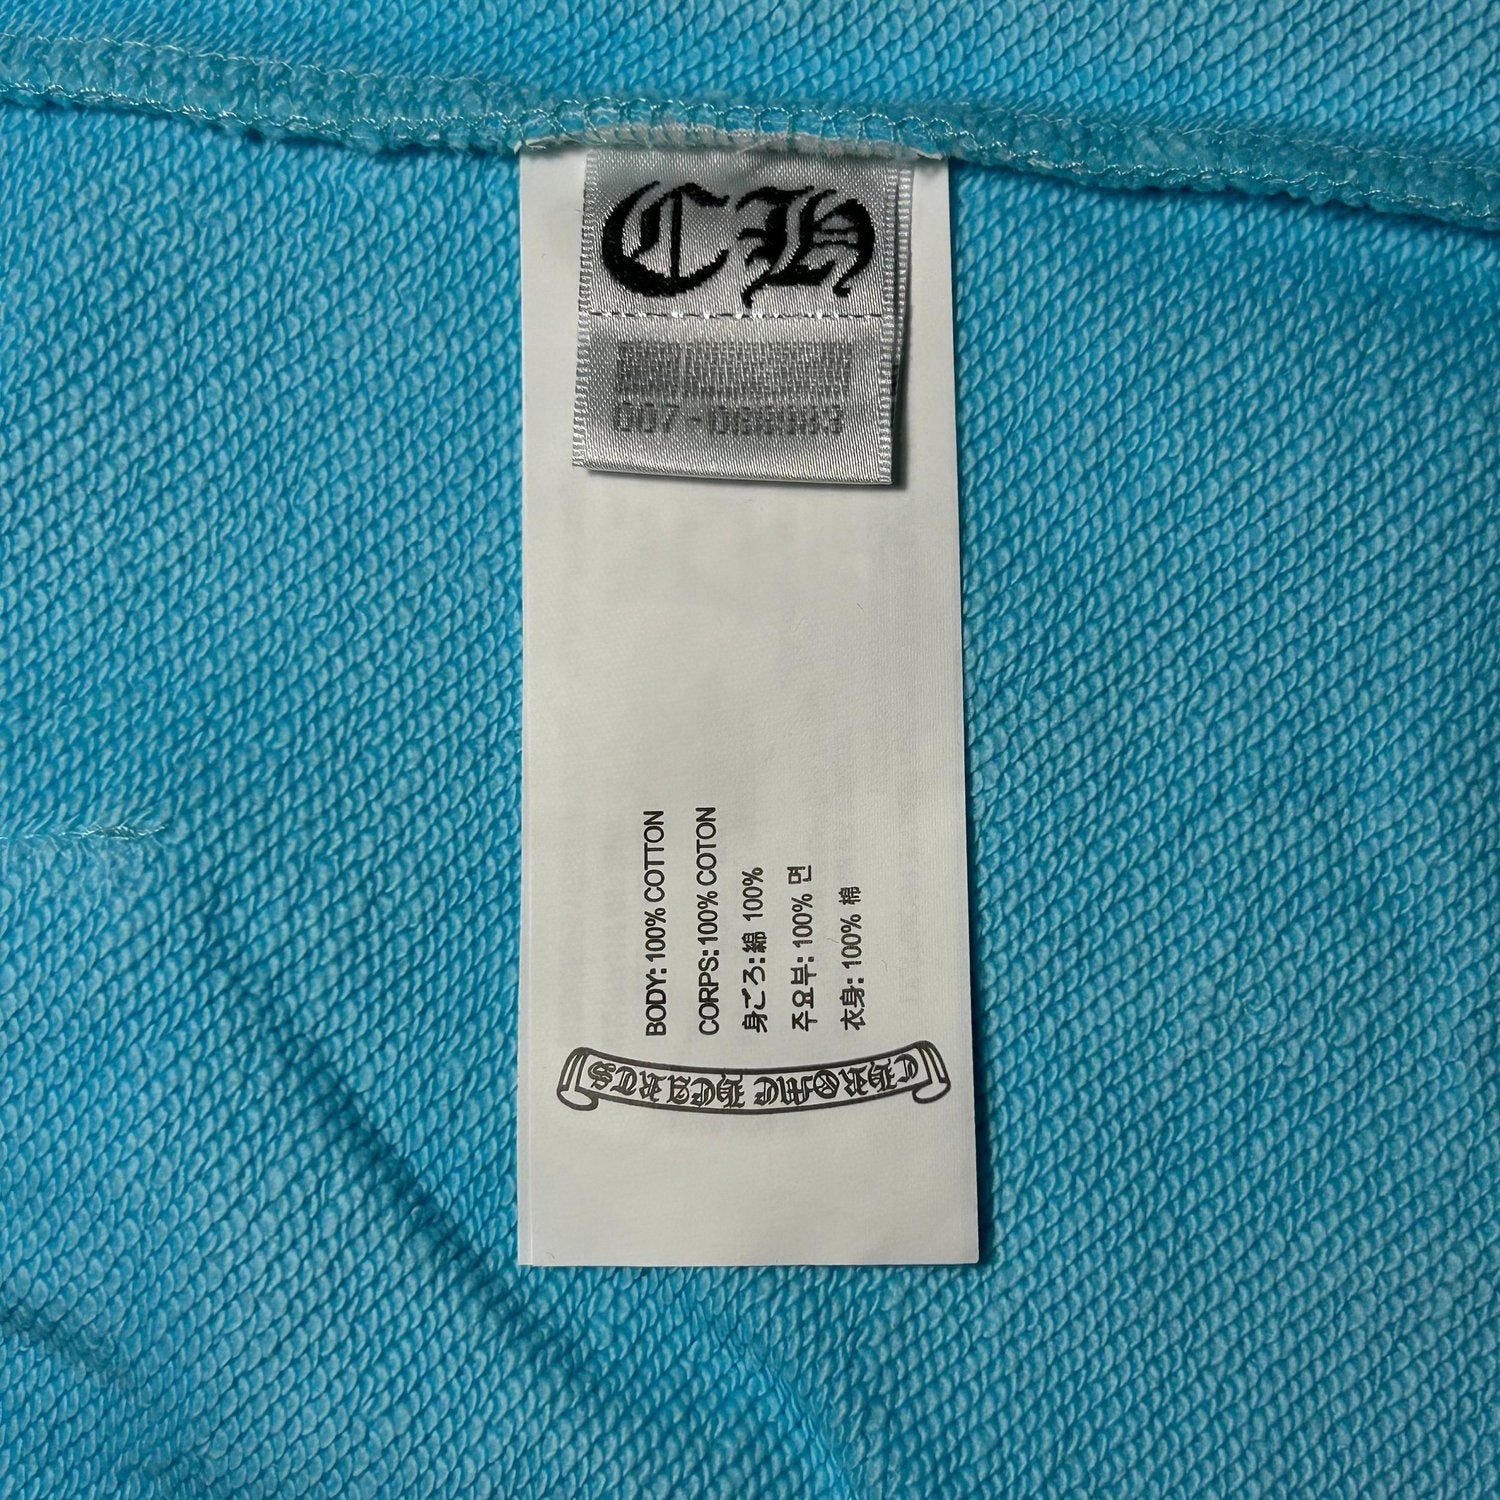 CH
BODY: 100% COTTON
CORPS: 100% COTON
身ごろ: 綿 100%
주요부: 100% 면
衣身: 100% 棉
CHROME HEARTS